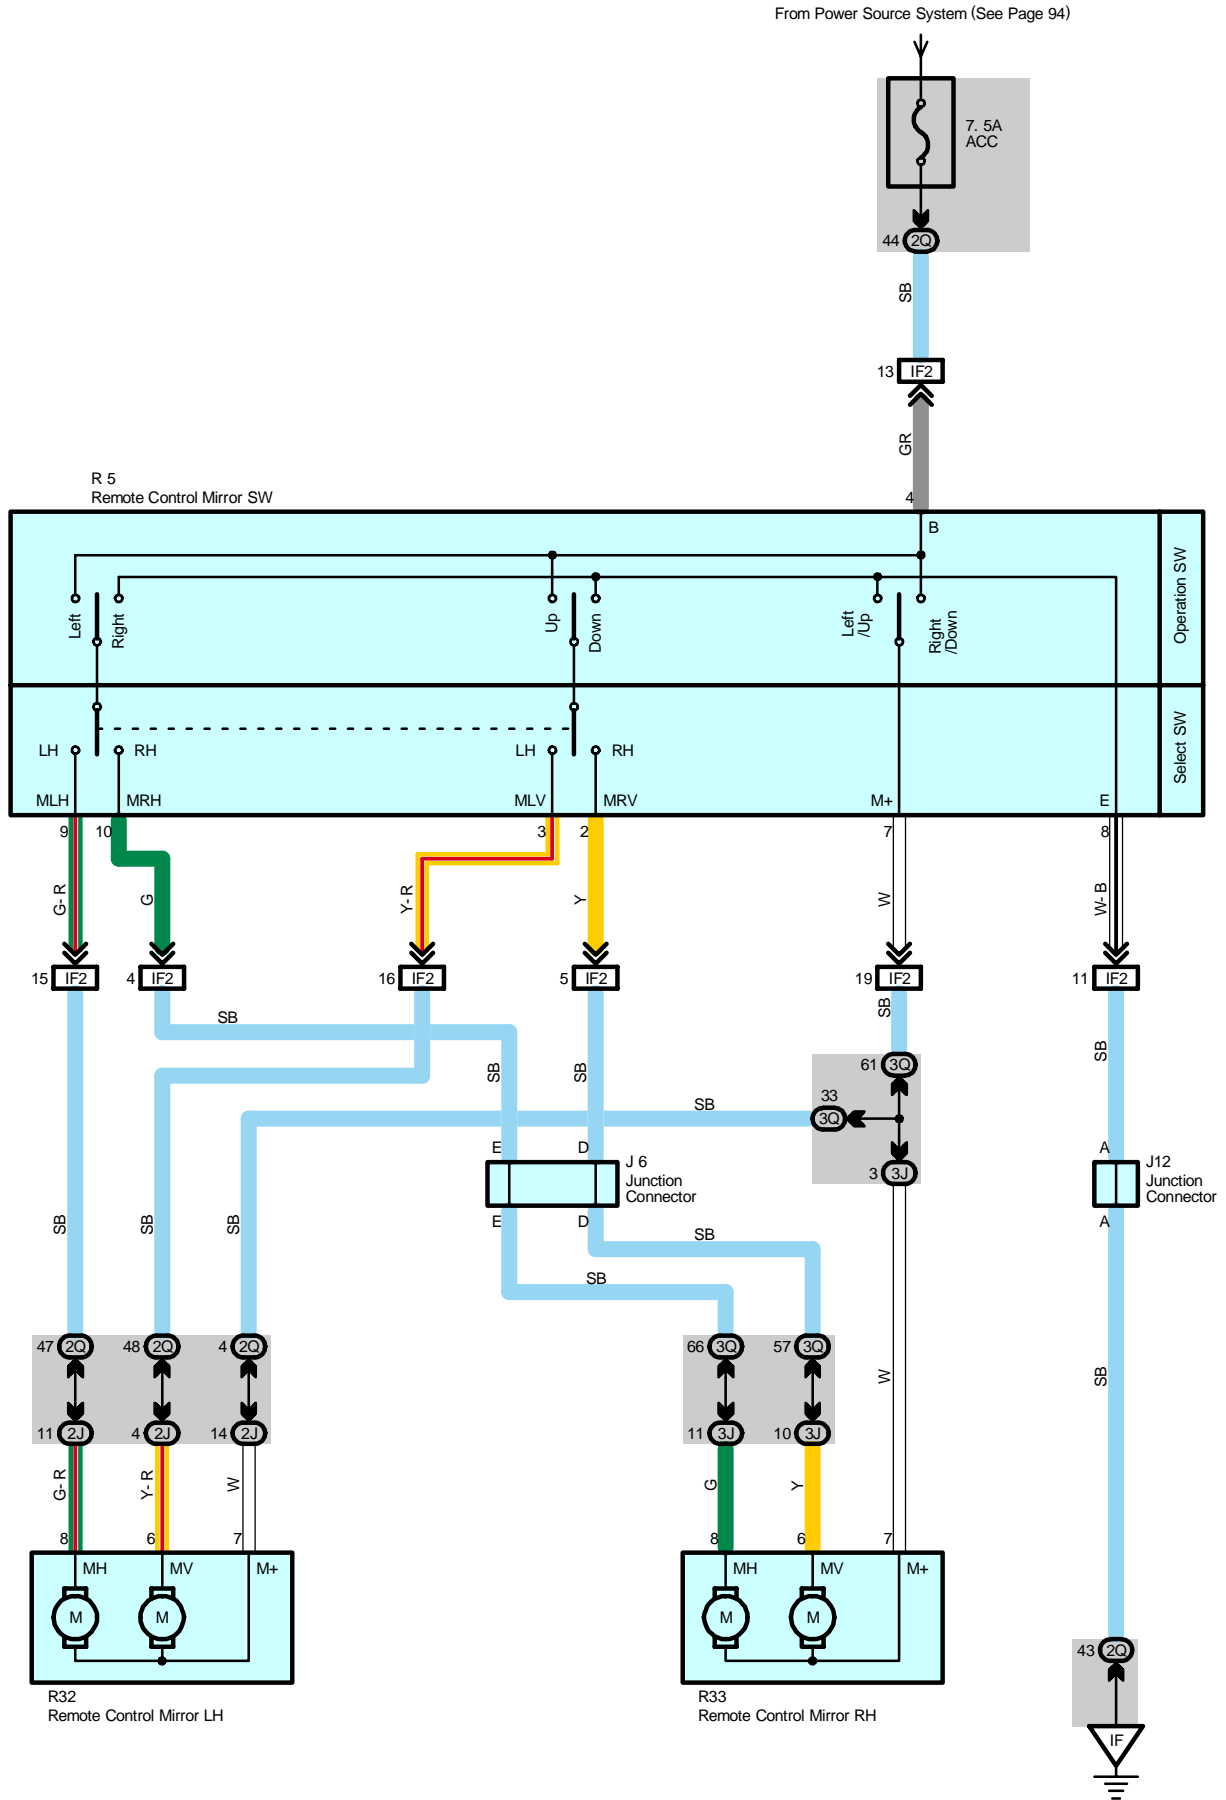 From Power Source System (See Page 94)
7. 5A
ACC
44 2Q
SB
13 IF2
GR
4
R 5
Remote Control Mirror SW
B
Left
Right
Up
Down
Left
/Up
Right
/Down
Operation SW
LH
RH
LH
RH
Select SW
MLH
MRH
MLV
MRV
M+
E
9
10
3
2
7
8
G- R
G
Y- R
Y
W
W- B
15 IF2
4 IF2
16 IF2
5 IF2
19 IF2
11 IF2
SB
SB
SB
SB
SB
61 3Q
33
3Q
SB
3 3J
E
D
J 6
Junction
Connector
E
D
A
J12
Junction
Connector
A
SB
SB
SB
SB
SB
47 2Q
48 2Q
4 2Q
66 3Q
57 3Q
W
SB
11 2J
4 2J
14 2J
11 3J
10 3J
G- R
Y- R
W
G
Y
8
6
7
8
6
7
MH
MV
M+
MH
MV
M+
M
M
M
M
43 2Q
R32
Remote Control Mirror LH
R33
Remote Control Mirror RH
IF